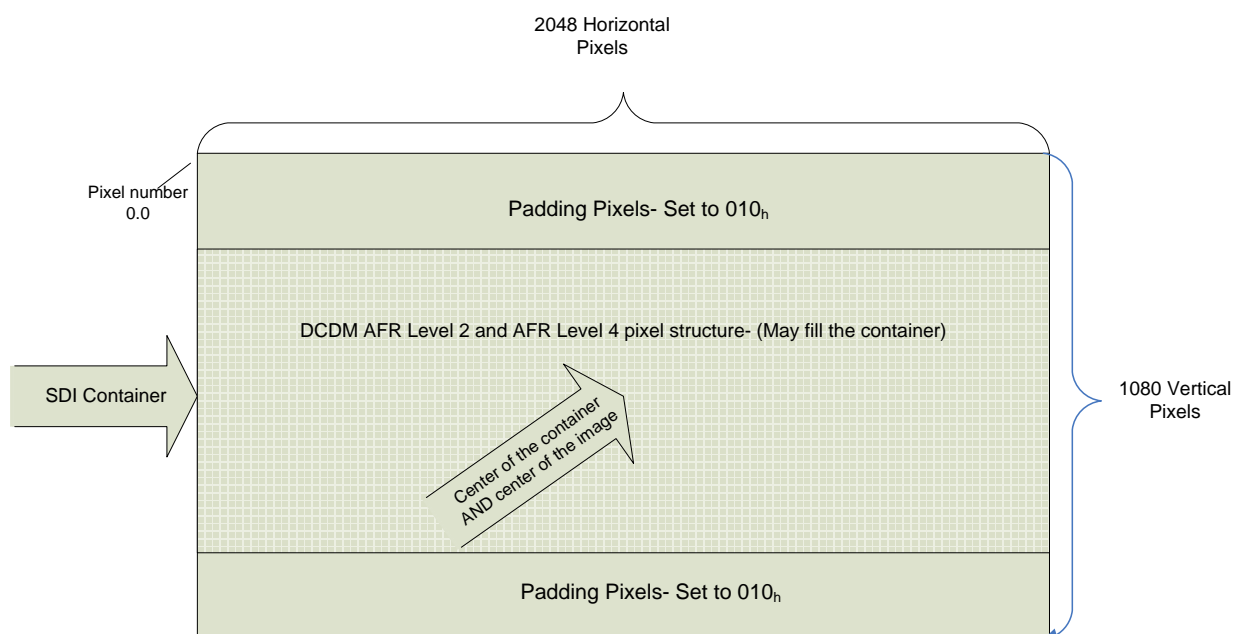 2048 Horizontal
Pixels
Pixel number
0.0
Padding Pixels- Set to 010h
DCDM AFR Level 2 and AFR Level 4 pixel structure- (May fill the container)
SDI Container
Center of the container
AND center of the image
1080 Vertical
Pixels
Padding Pixels- Set to 010h